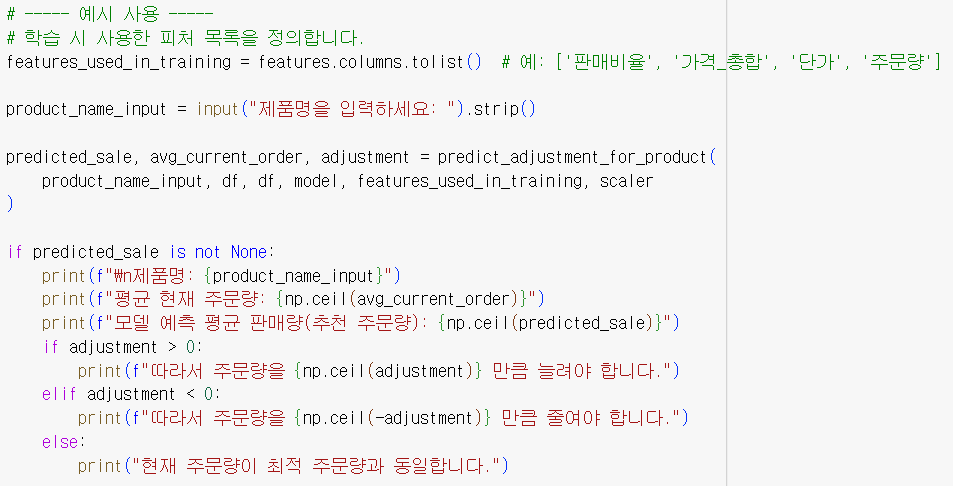 # ----- 예시 사용 -----
# 학습 시 사용한 피처 목록을 정의합니다.
features_used_in_training = features.columns.tolist()  # 예: ['판매비율', '가격_총합', '단가', '주문량']

product_name_input = input("제품명을 입력하세요: ").strip()

predicted_sale, avg_current_order, adjustment = predict_adjustment_for_product(
    product_name_input, df, df, model, features_used_in_training, scaler
)

if predicted_sale is not None:
    print(f"₩n제품명: {product_name_input}")
    print(f"평균 현재 주문량: {np.ceil(avg_current_order)}")
    print(f"모델 예측 평균 판매량(추천 주문량): {np.ceil(predicted_sale)}")
    if adjustment > 0:
        print(f"따라서 주문량을 {np.ceil(adjustment)} 만큼 늘려야 합니다.")
    elif adjustment < 0:
        print(f"따라서 주문량을 {np.ceil(-adjustment)} 만큼 줄여야 합니다.")
    else:
        print("현재 주문량이 최적 주문량과 동일합니다.")